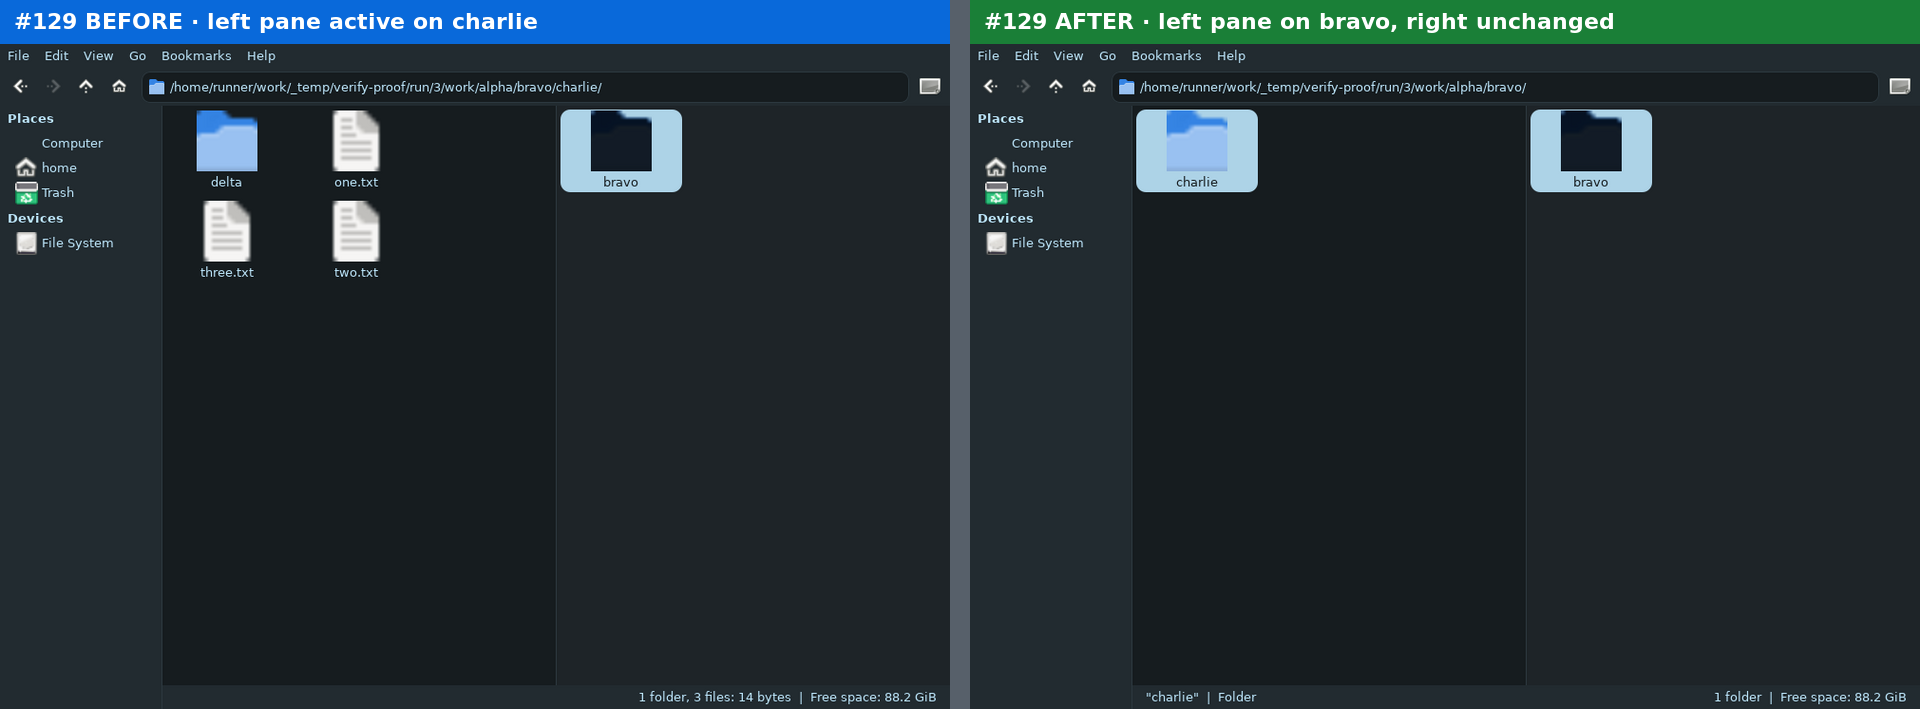 #129 BEFORE · left pane active on charlie
File Edit View Go Bookmarks Help
/home/runner/work/_temp/verify-proof/run/3/work/alpha/bravo/charlie/
Places
Computer
home
Trash
Devices
File System
delta one.txt
three.txt two.txt
bravo
1 folder, 3 files: 14 bytes | Free space: 88.2 GiB
#129 AFTER · left pane on bravo, right unchanged
File Edit View Go Bookmarks Help
/home/runner/work/_temp/verify-proof/run/3/work/alpha/bravo/
Places
Computer
home
Trash
Devices
File System
charlie
bravo
"charlie" | Folder
1 folder | Free space: 88.2 GiB